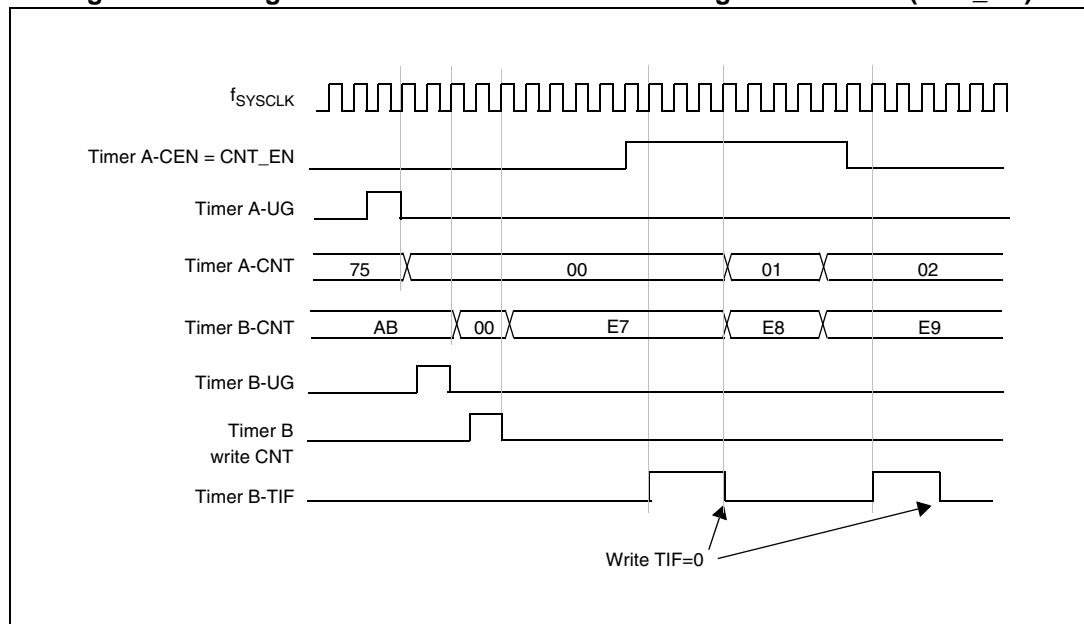 fSYSCLK
Timer A-CEN = CNT_EN
Timer A-UG
Timer A-CNT 75 00 01 02
Timer B-CNT AB 00 E7 E8 E9
Timer B-UG
Timer B
write CNT
Timer B-TIF
Write TIF=0